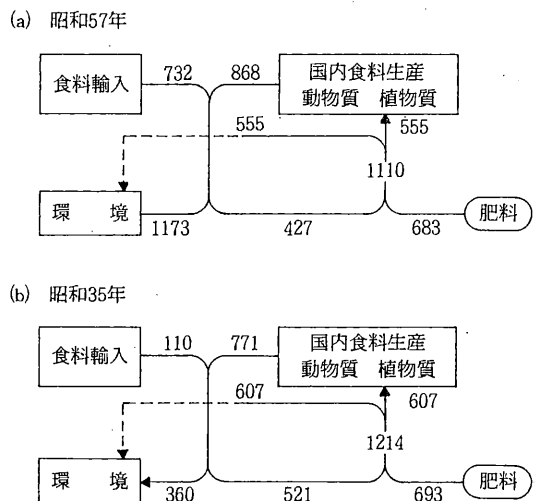 (a) 昭和57年
食料輸入
732
868
国内食料生産
動物質 植物質
555
555
1110
環 境
1173
427
683
肥料
(b) 昭和35年
食料輸入
110
771
国内食料生産
動物質 植物質
607
607
1214
環 境
360
521
693
肥料